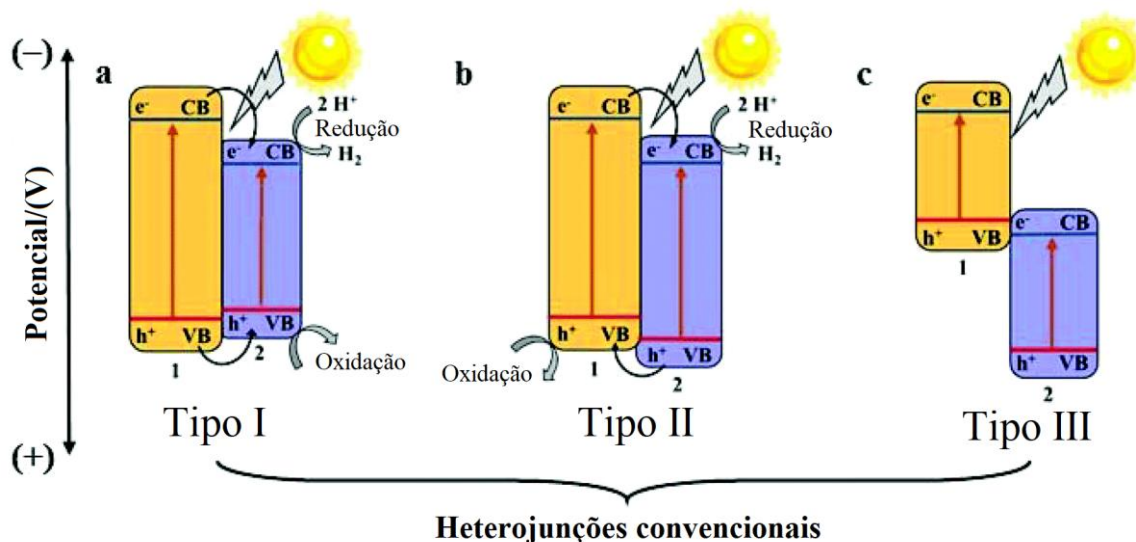 (−)
Potencial/(V)
(+)
a
e⁻ CB
e⁻ CB
2 H⁺
Redução
H₂
h⁺ VB
1
h⁺ VB
2
Oxidação
Tipo I
b
e⁻ CB
e⁻ CB
2 H⁺
Redução
H₂
h⁺ VB
1
h⁺ VB
2
Oxidação
Tipo II
c
e⁻ CB
h⁺ VB
1
e⁻ CB
h⁺ VB
2
Tipo III
Heterojunções convencionais